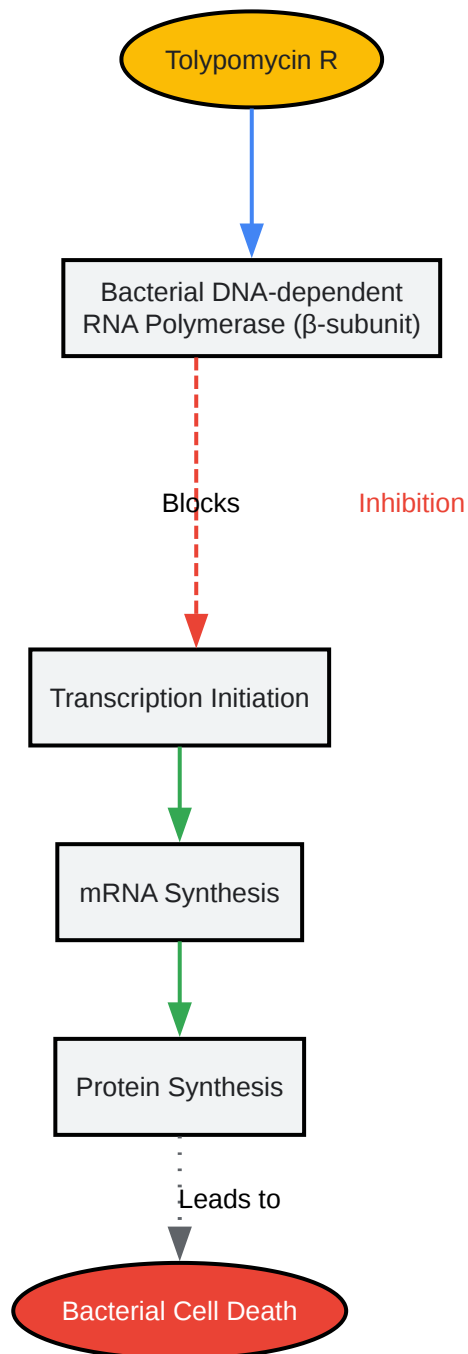 Tolypomycin R
Bacterial DNA-dependent
RNA Polymerase (β-subunit)
Blocks
Inhibition
Transcription Initiation
mRNA Synthesis
Protein Synthesis
Leads to
Bacterial Cell Death